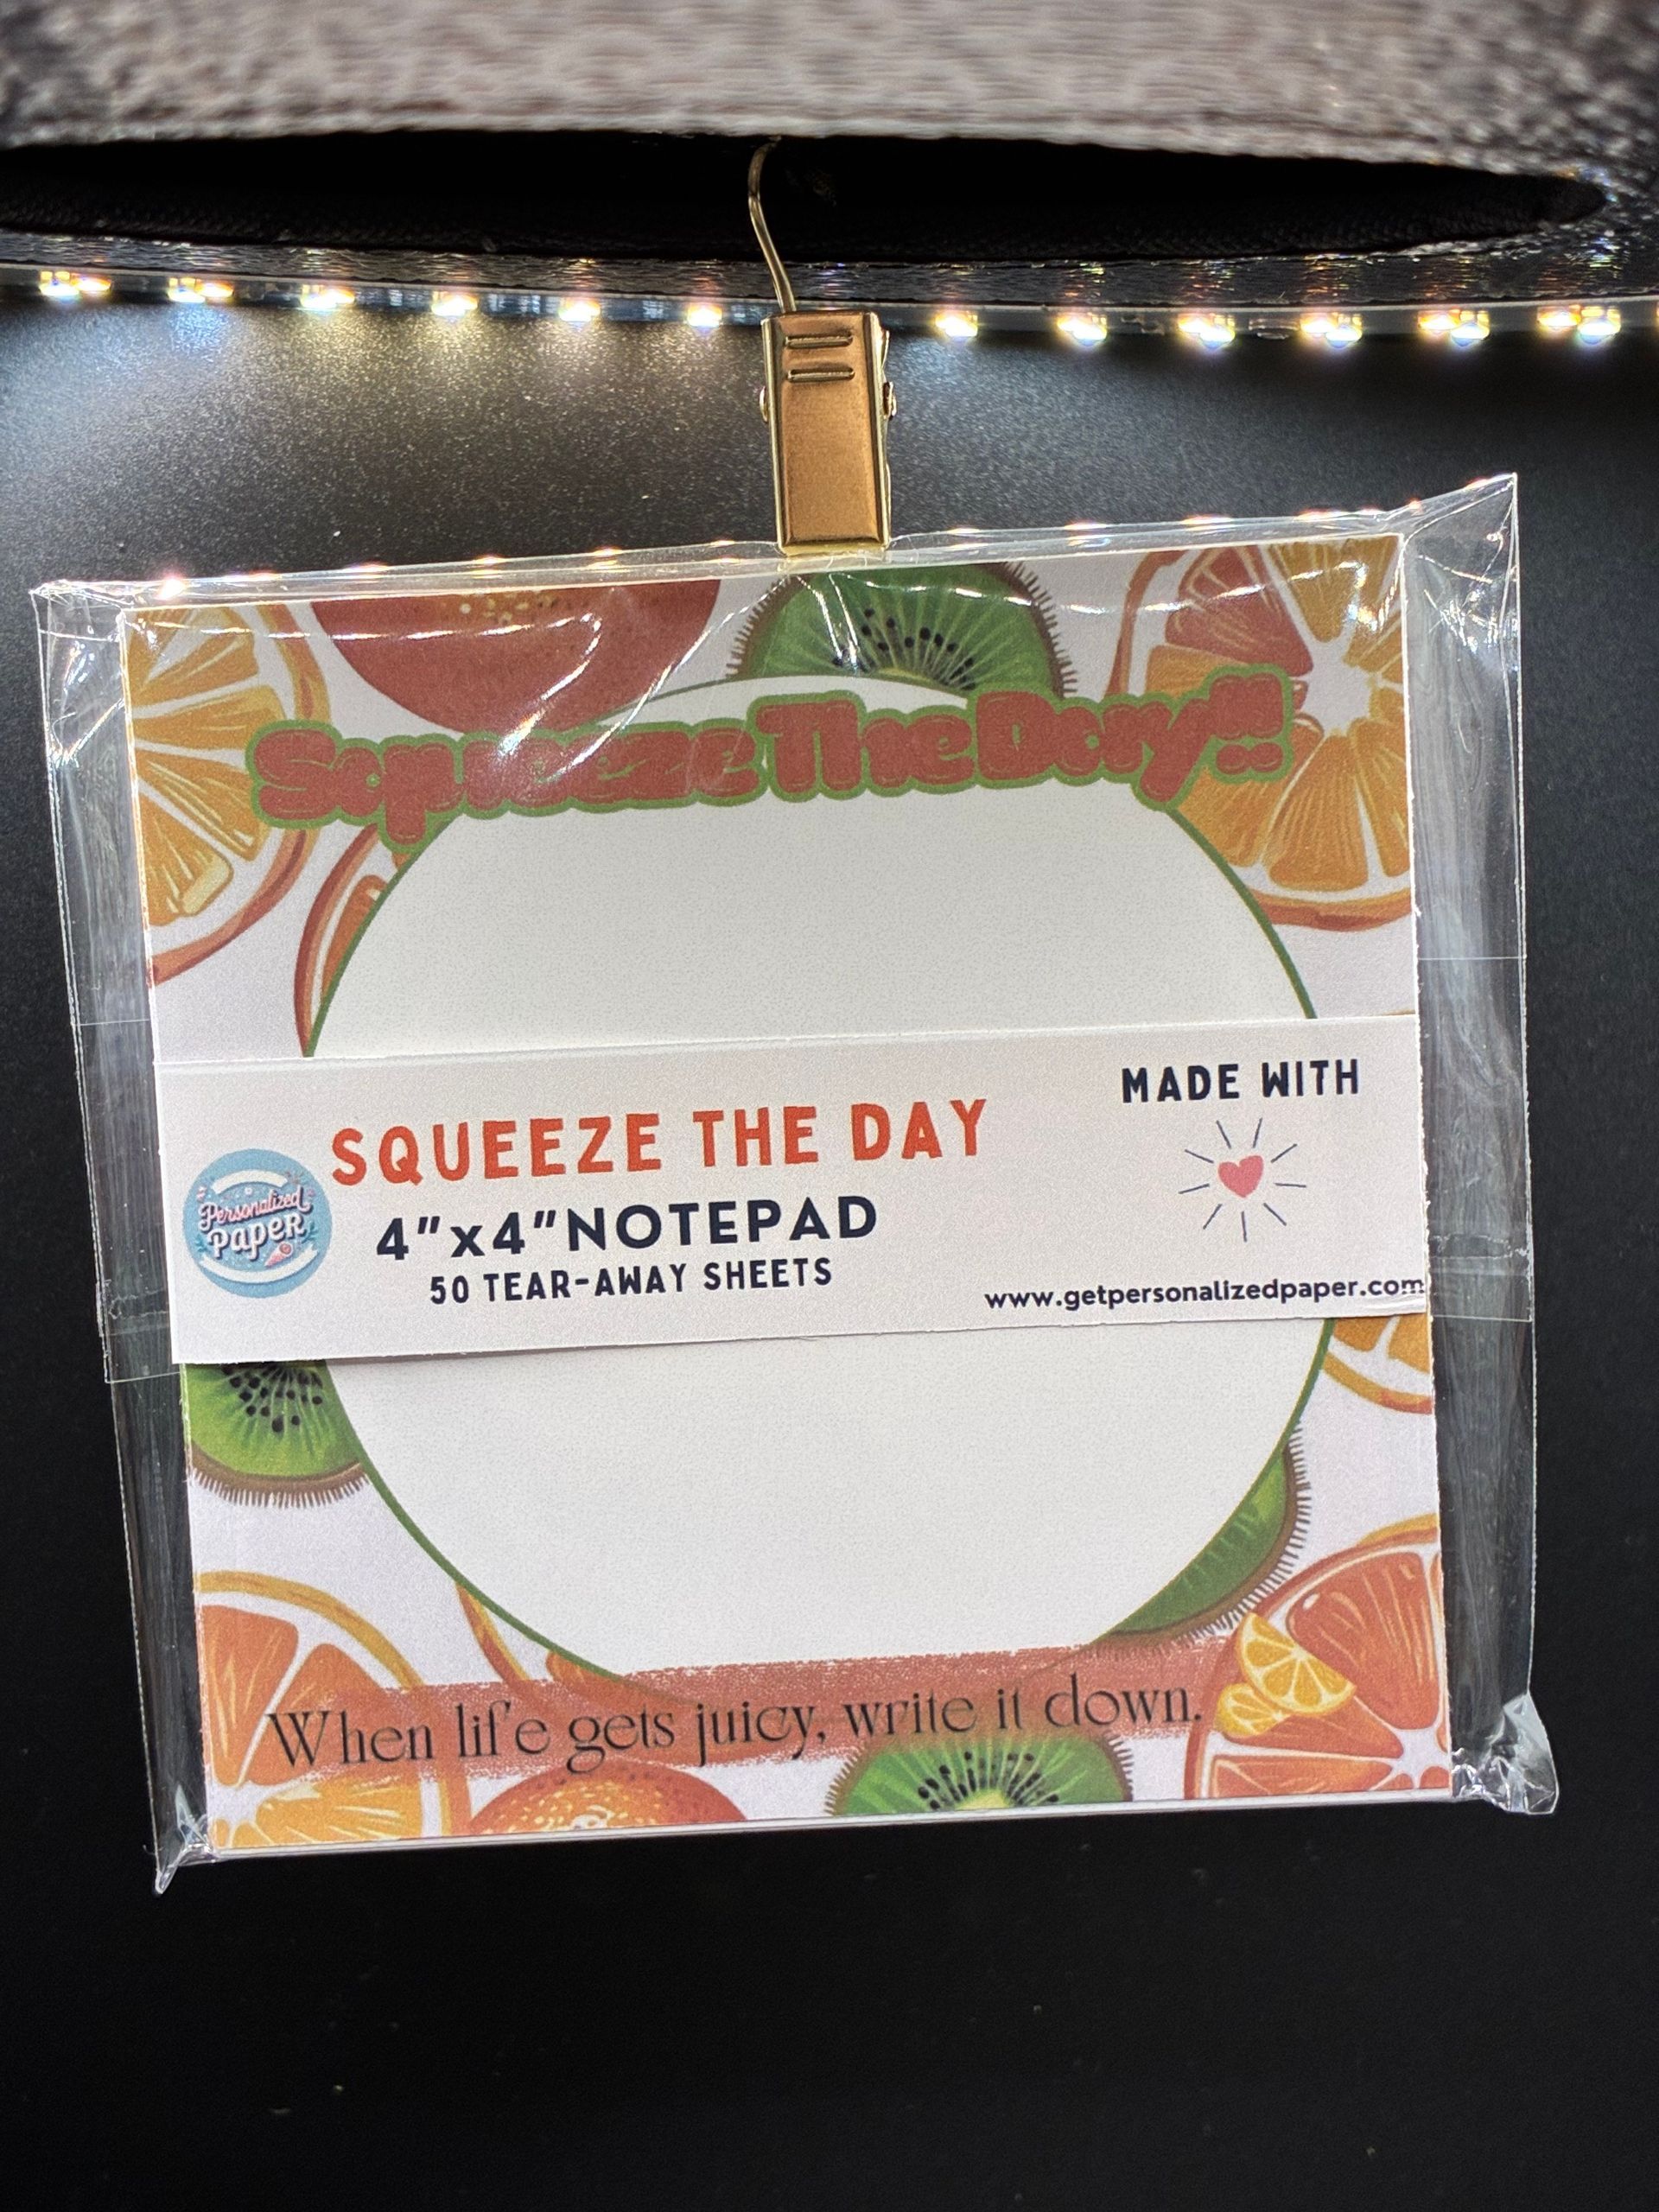 Squeeze The Day!!
MADE WITH
SQUEEZE THE DAY
Personalized
PAPER
4"x4" NOTEPAD
50 TEAR-AWAY SHEETS
www.getpersonalizedpaper.com
When life gets juicy, write it down.